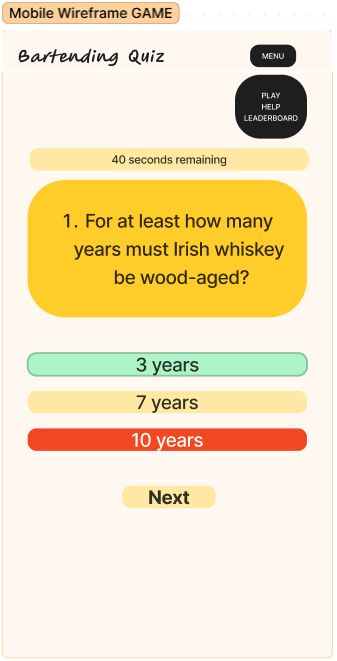 Mobile Wireframe GAME
Bartending Quiz
MENU
PLAY
HELP
LEADERBOARD
40 seconds remaining
1. For at least how many
years must Irish whiskey
be wood-aged?
3 years
7 years
10 years
Next